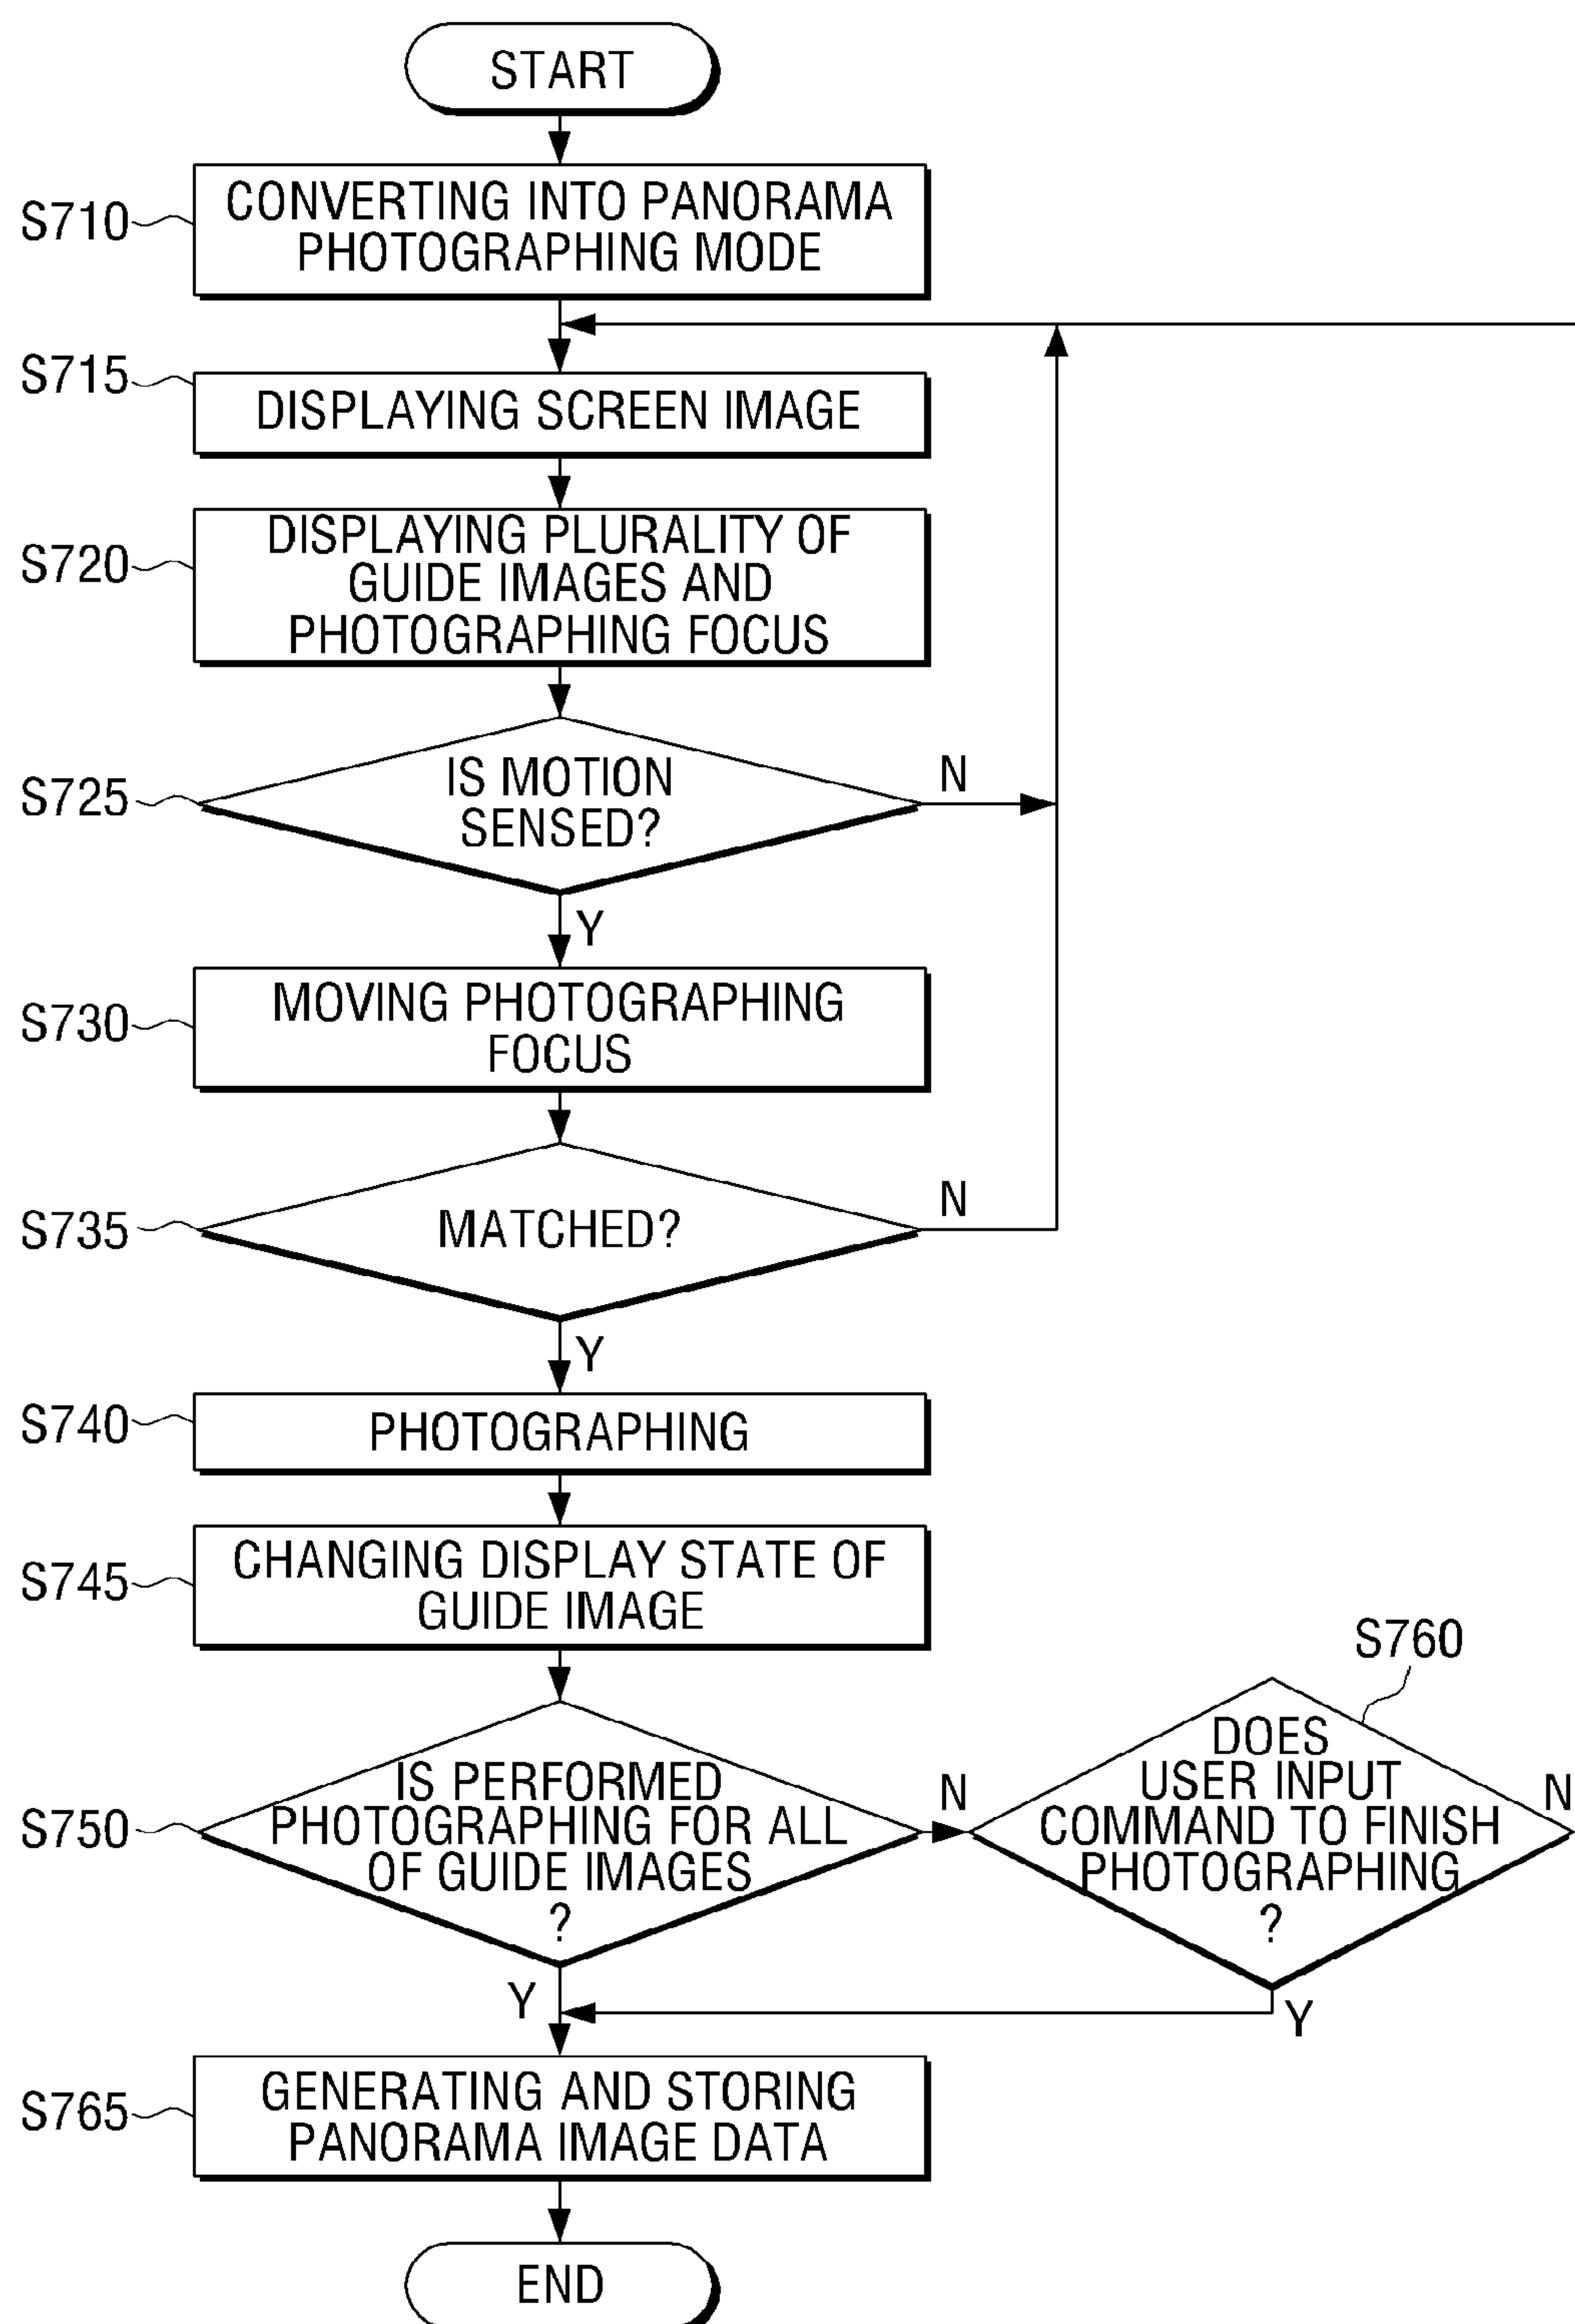 START
S710
CONVERTING INTO PANORAMA
PHOTOGRAPHING MODE
S715
DISPLAYING SCREEN IMAGE
S720
DISPLAYING PLURALITY OF
GUIDE IMAGES AND
PHOTOGRAPHING FOCUS
S725
IS MOTION
SENSED?
N
Y
S730
MOVING PHOTOGRAPHING
FOCUS
S735
MATCHED?
N
Y
S740
PHOTOGRAPHING
S745
CHANGING DISPLAY STATE OF
GUIDE IMAGE
S750
IS PERFORMED
PHOTOGRAPHING FOR ALL
OF GUIDE IMAGES
?
N
Y
S760
DOES
USER INPUT
COMMAND TO FINISH
PHOTOGRAPHING
?
N
Y
S765
GENERATING AND STORING
PANORAMA IMAGE DATA
END